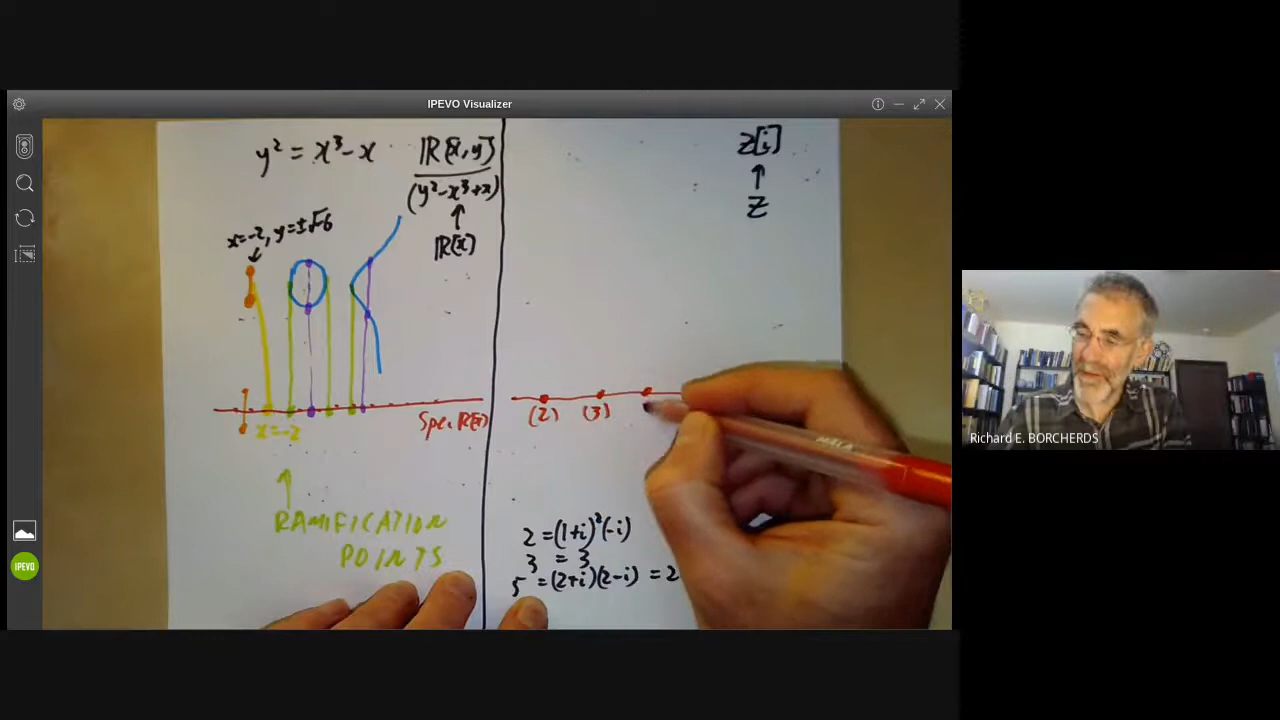 IPEVO Visualizer
y² = x³-x
R[x,y]
(y²-x³+x)
↑
R[x]
x=-2, y=±√-6
x=-2
Spec R[x]
RAMIFICATION
POINTS
Z[i]
↑
Z
(2) (3)
2 = (1+i)²(-i)
3 = 3
5 = (2+i)(2-i) = 2
IPEVO
Richard E. BORCHERDS